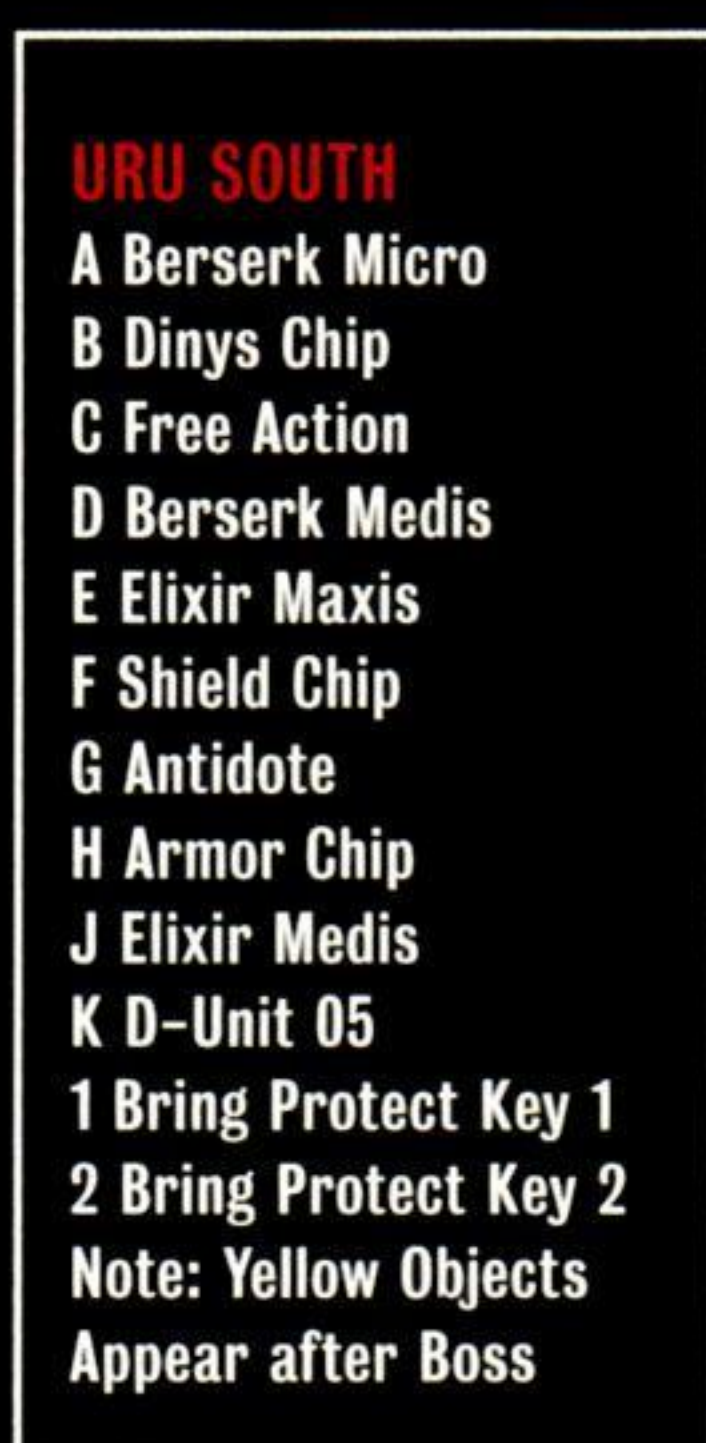 URU SOUTH
A Berserk Micro
B Dinys Chip
C Free Action
D Berserk Medis
E Elixir Maxis
F Shield Chip
G Antidote
H Armor Chip
J Elixir Medis
K D-Unit 05
1 Bring Protect Key 1
2 Bring Protect Key 2
Note: Yellow Objects
Appear after Boss